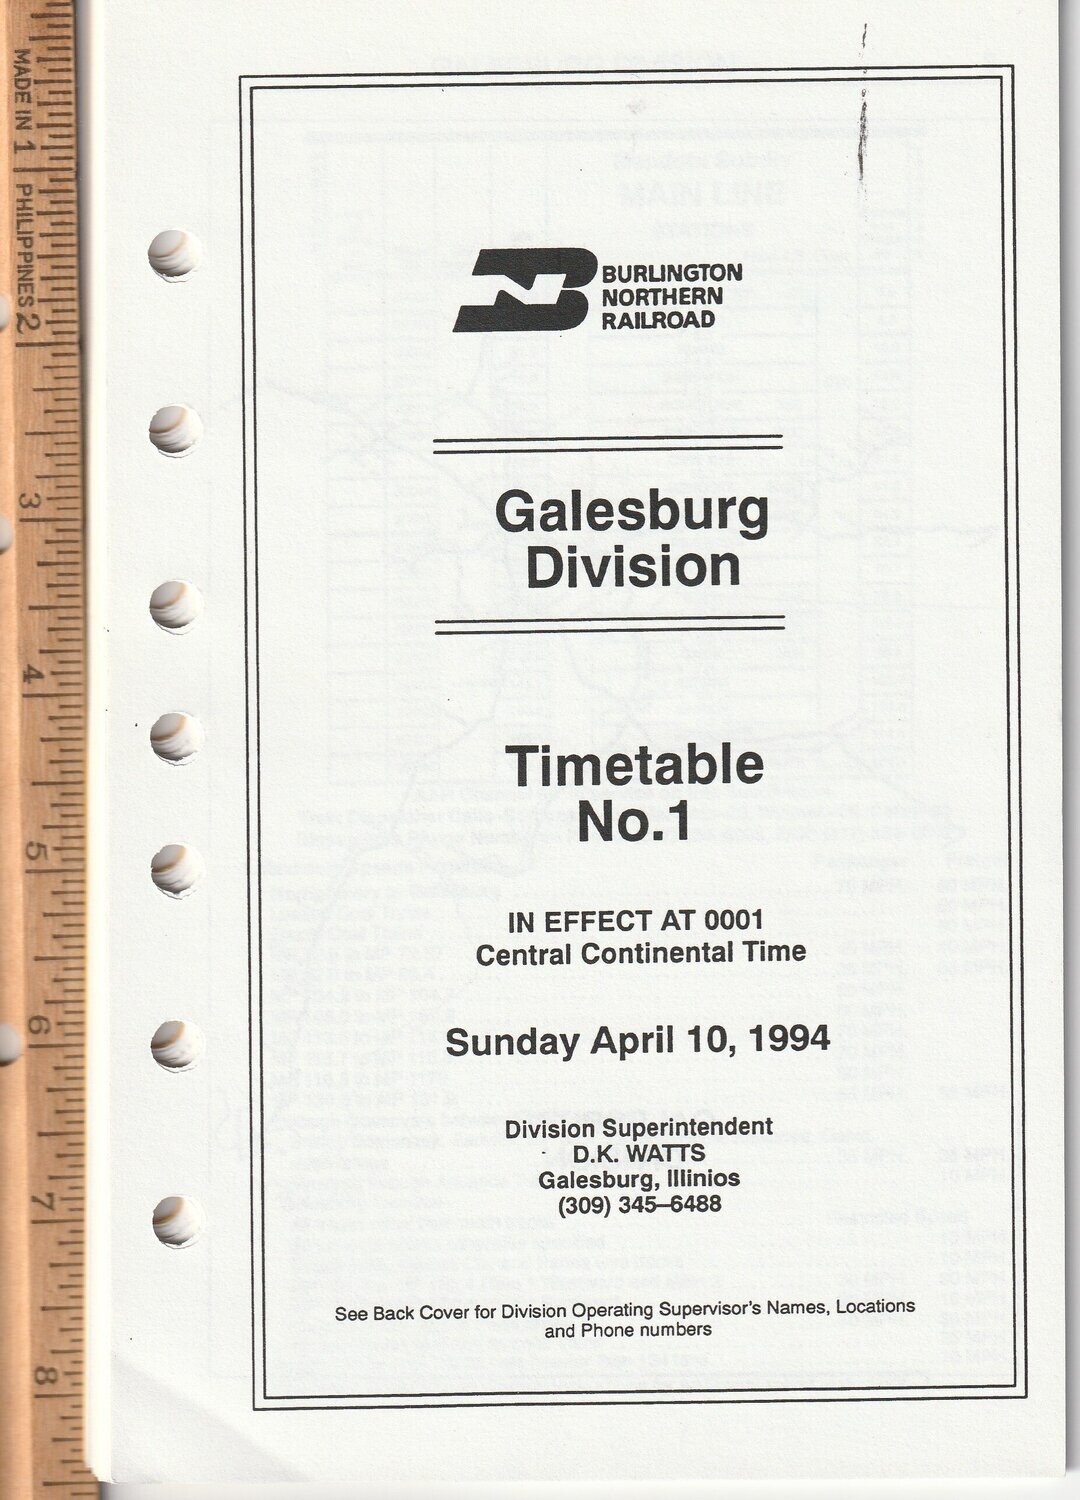 MADE IN
PHILIPPINES
1
2
3
4
5
6
7
8
BURLINGTON
NORTHERN
RAILROAD
Galesburg
Division
Timetable
No.1
IN EFFECT AT 0001
Central Continental Time
Sunday April 10, 1994
Division Superintendent
D.K. WATTS
Galesburg, Illinios
(309) 345–6488
See Back Cover for Division Operating Supervisor's Names, Locations
and Phone numbers